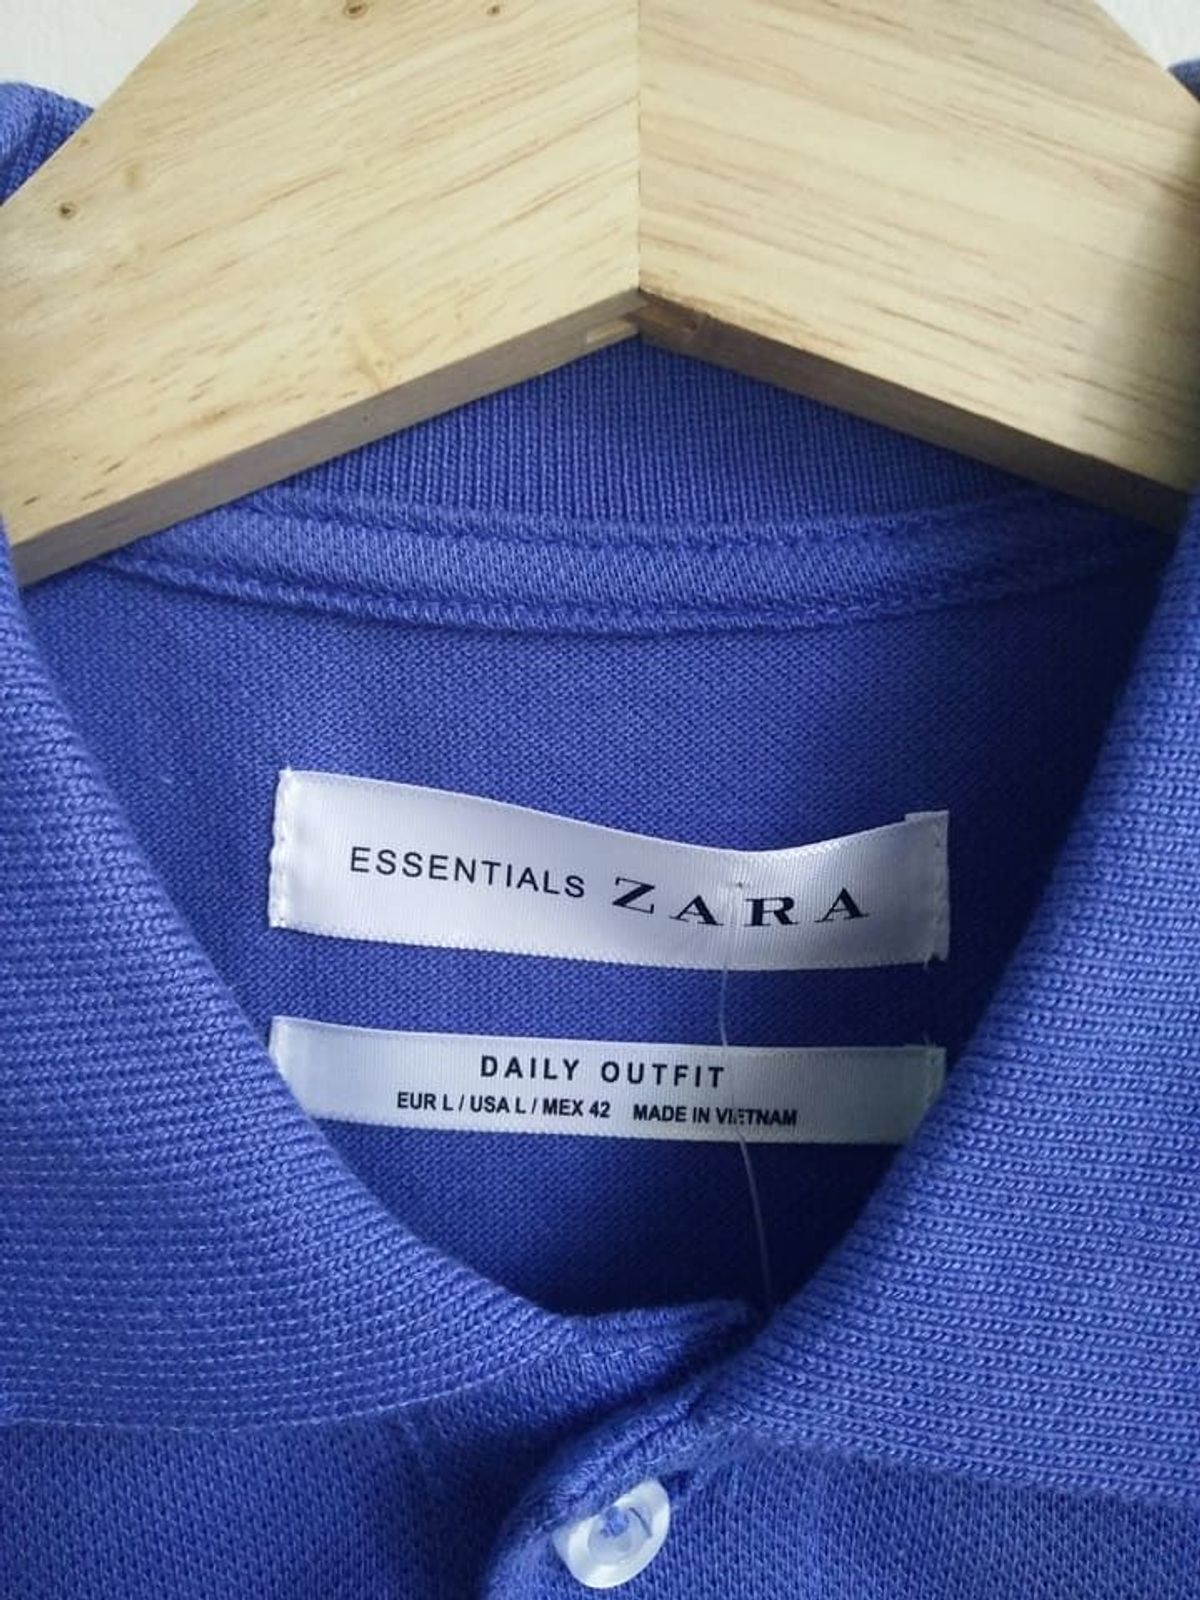 ESSENTIALS ZARA
DAILY OUTFIT
EUR L / USA L / MEX 42 MADE IN VIETNAM